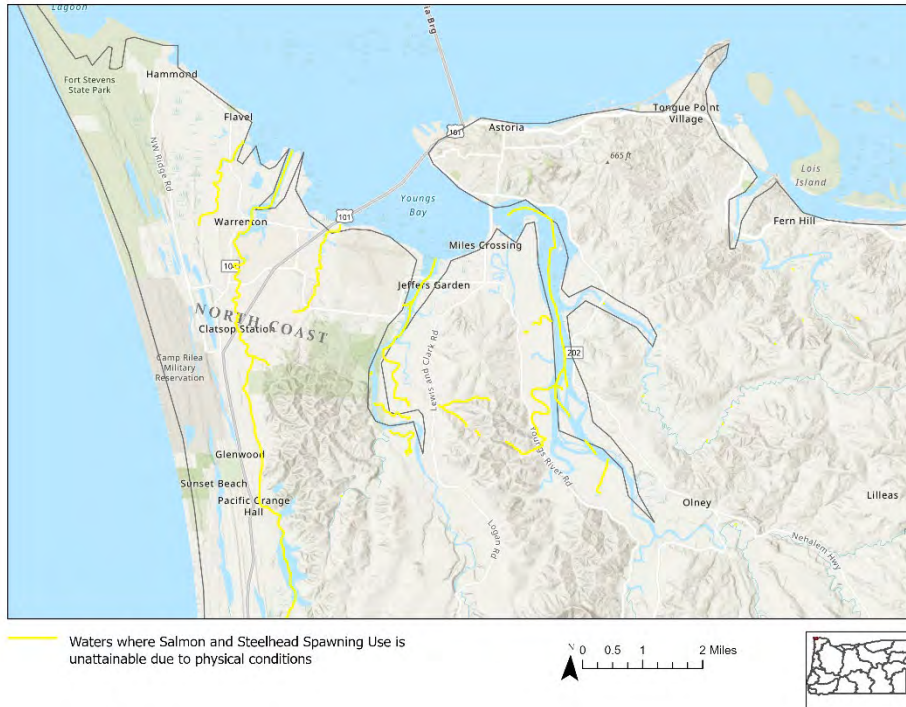 Lagoon
ia Brg
Hammond
Fort Stevens
State Park
Flavel
NW Ridge Rd
Tongue Point
Village
Astoria
101
665 ft
Lois
Island
Youngs
Bay
101
Warrenton
Fern Hill
Miles Crossing
104
Jeffers Garden
NORTH COAST
Clatsop Station
Camp Rilea
Military
Reservation
202
Lewis and Clark Rd
Glenwood
Sunset Beach
Youngs River Rd
Pacific Grange
Hall
Olney
Lilleas
Logan Rd
Nehalem Hwy
Waters where Salmon and Steelhead Spawning Use is
unattainable due to physical conditions
N
0 0.5 1 2 Miles